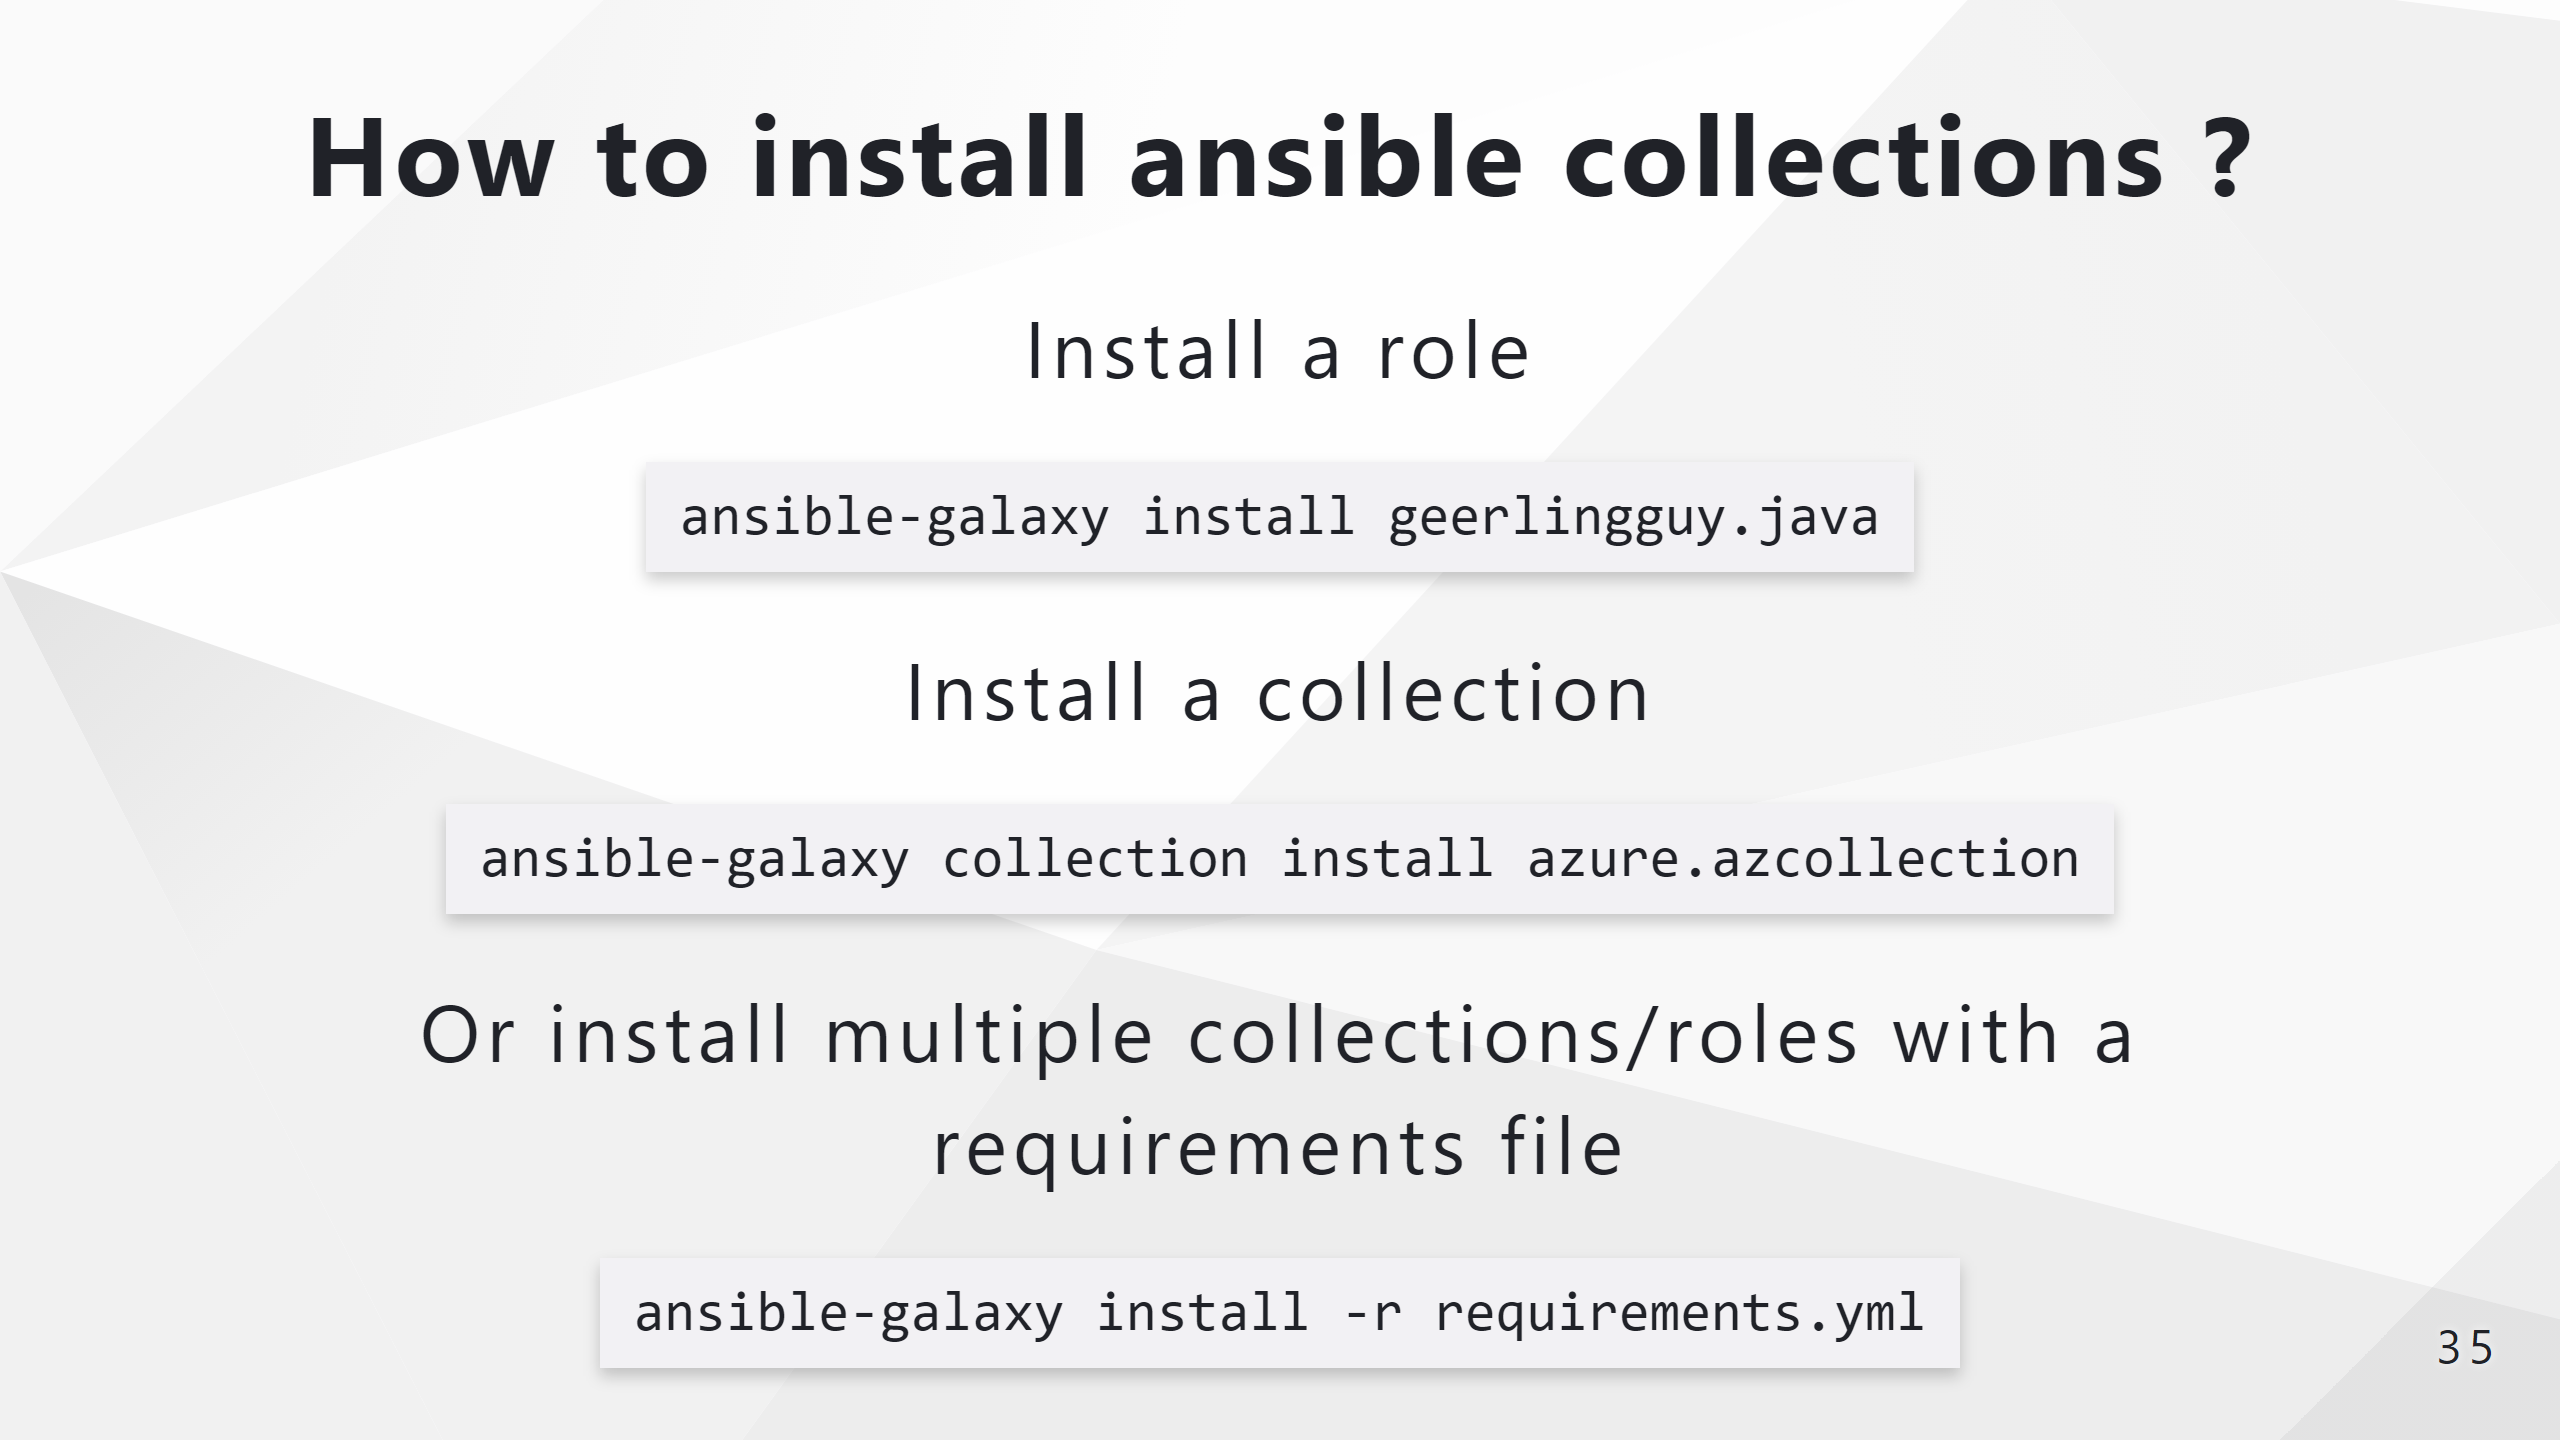 How to install ansible collections ?
Install a role
ansible-galaxy install geerlingguy.java
Install a collection
ansible-galaxy collection install azure.azcollection
Or install multiple collections/roles with a
requirements file
ansible-galaxy install -r requirements.yml
35